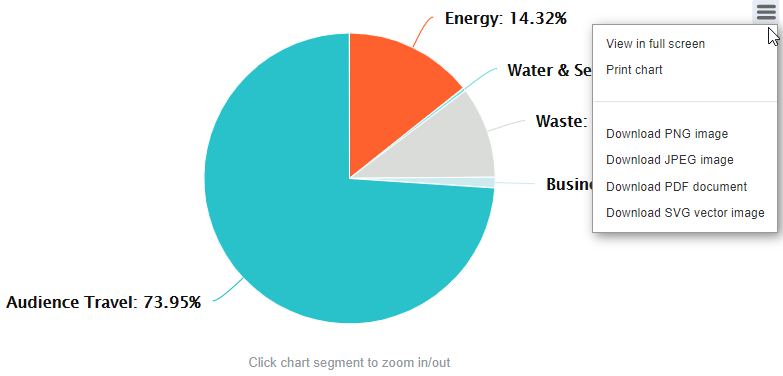 Energy: 14.32%
Water & Se
Waste:
Busine
Audience Travel: 73.95%
Click chart segment to zoom in/out
View in full screen
Print chart
Download PNG image
Download JPEG image
Download PDF document
Download SVG vector image